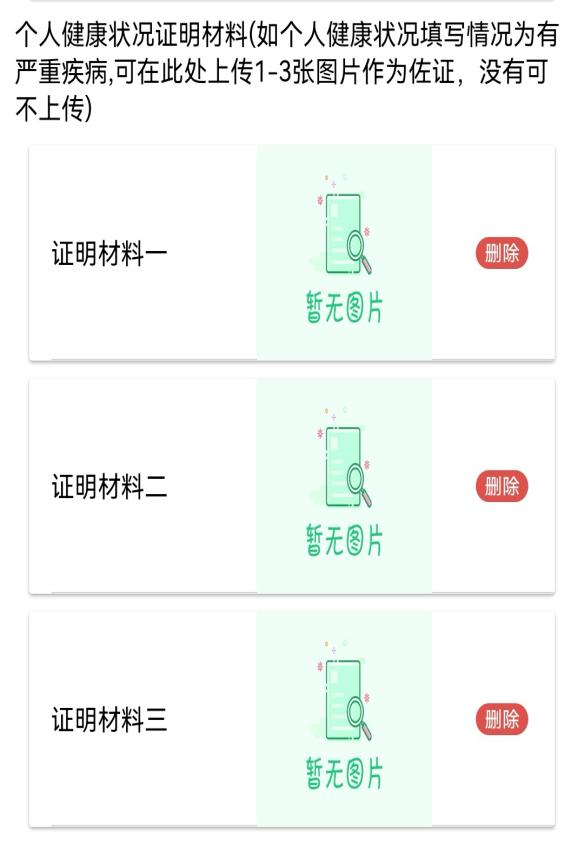 个人健康状况证明材料(如个人健康状况填写情况为有
严重疾病,可在此处上传1-3张图片作为佐证，没有可
不上传)
证明材料一
暂无图片
删除
证明材料二
暂无图片
删除
证明材料三
暂无图片
删除